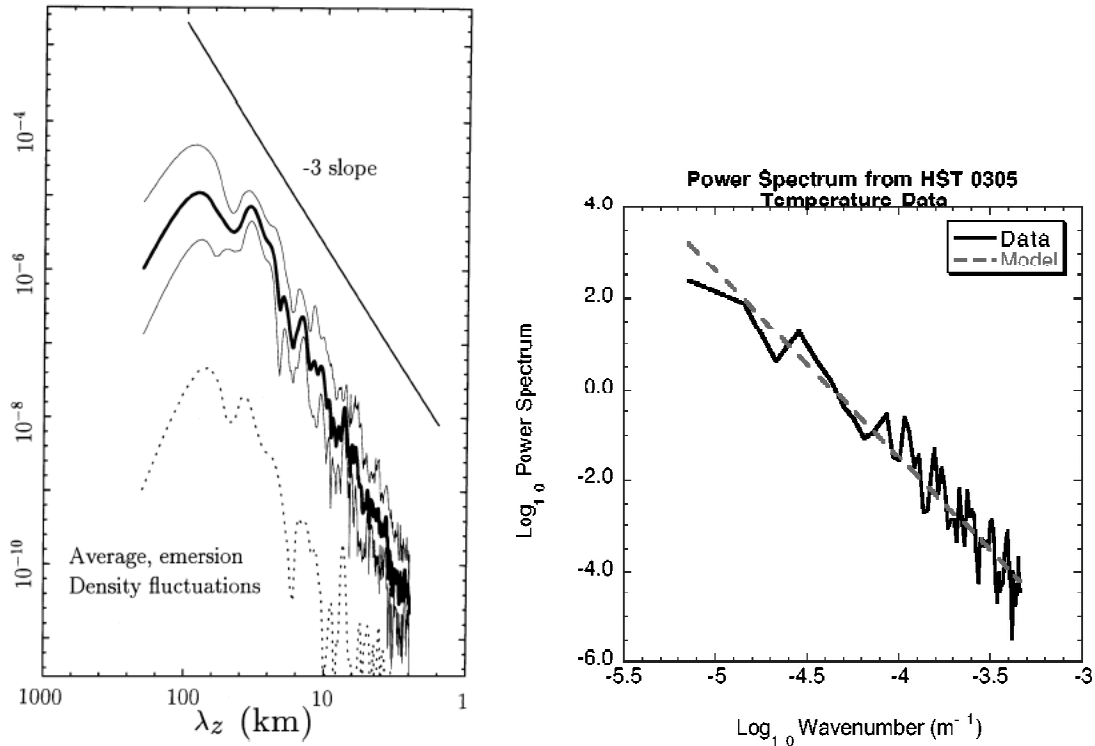 10⁻⁴
10⁻⁶
10⁻⁸
10⁻¹⁰
-3 slope
Average, emersion
Density fluctuations
1000
100
10
1
λz (km)
Power Spectrum from HST 0305
Temperature Data
Data
Model
4.0
2.0
0.0
-2.0
-4.0
-6.0
Log₁₀ Power Spectrum
-5.5
-5
-4.5
-4
-3.5
-3
Log₁₀ Wavenumber (m⁻¹)